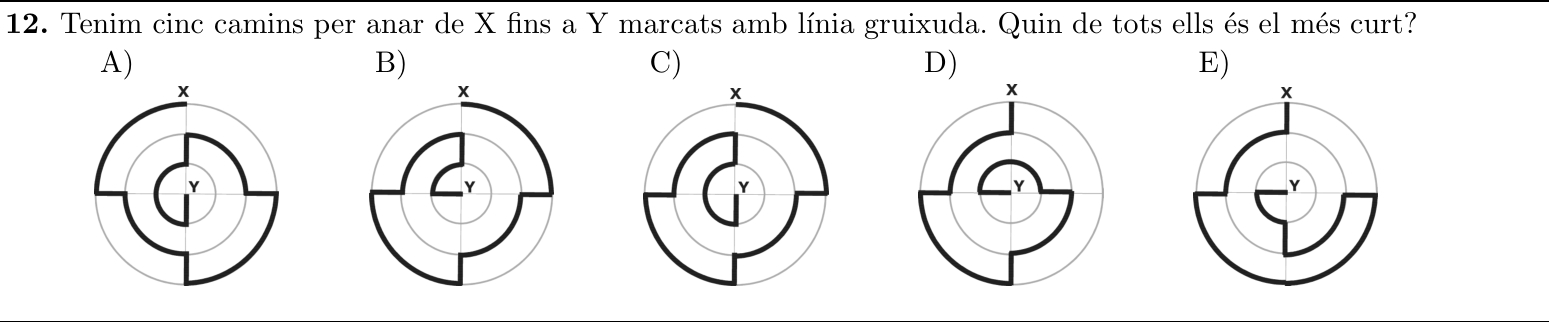 12. Tenim cinc camins per anar de X fins a Y marcats amb línia gruixuda. Quin de tots ells és el més curt?
A) B) C) D) E)
X X X X X
Y Y Y Y Y